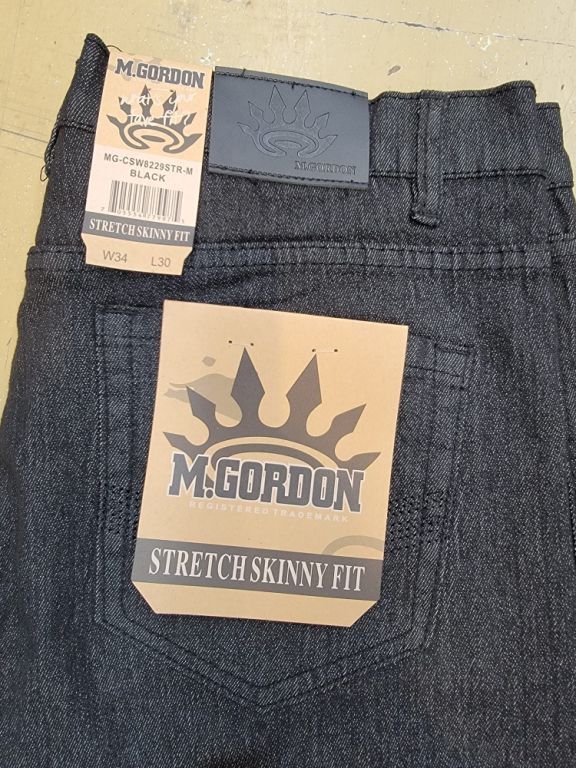 M.GORDON
MG-CSW8229STR-M
BLACK
STRETCH SKINNY FIT
W34 L30
M.GORDON
M.GORDON
REGISTERED TRADEMARK
STRETCH SKINNY FIT